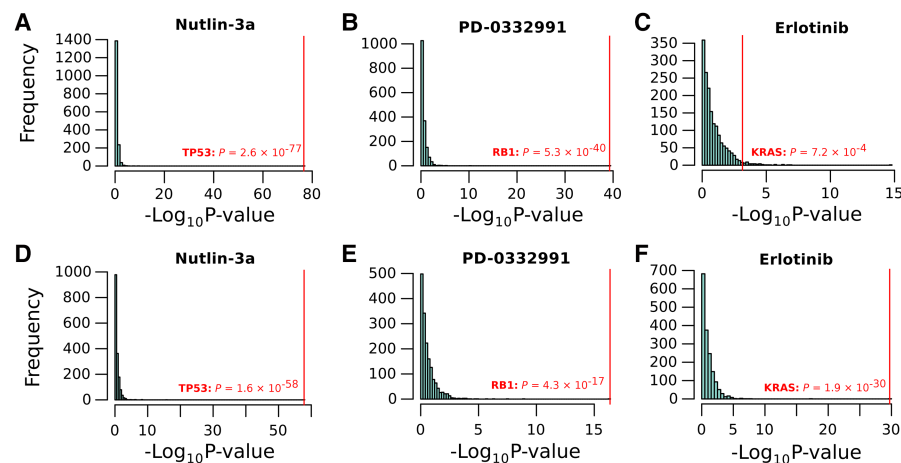 A Nutlin-3a
1400
1200
1000
800
600
400
200
0
Frequency
TP53: P = 2.6 × 10-77
0 20 40 60 80
-Log10P-value
B PD-0332991
1000
800
600
400
200
0
RB1: P = 5.3 × 10-40
0 10 20 30 40
-Log10P-value
C Erlotinib
350
300
250
200
150
100
50
0
KRAS: P = 7.2 × 10-4
0 5 10 15
-Log10P-value
D Nutlin-3a
1000
800
600
400
200
0
Frequency
TP53: P = 1.6 × 10-58
0 10 30 50
-Log10P-value
E PD-0332991
500
400
300
200
100
0
RB1: P = 4.3 × 10-17
0 5 10 15
-Log10P-value
F Erlotinib
700
600
500
400
300
200
100
0
KRAS: P = 1.9 × 10-30
0 5 10 20 30
-Log10P-value